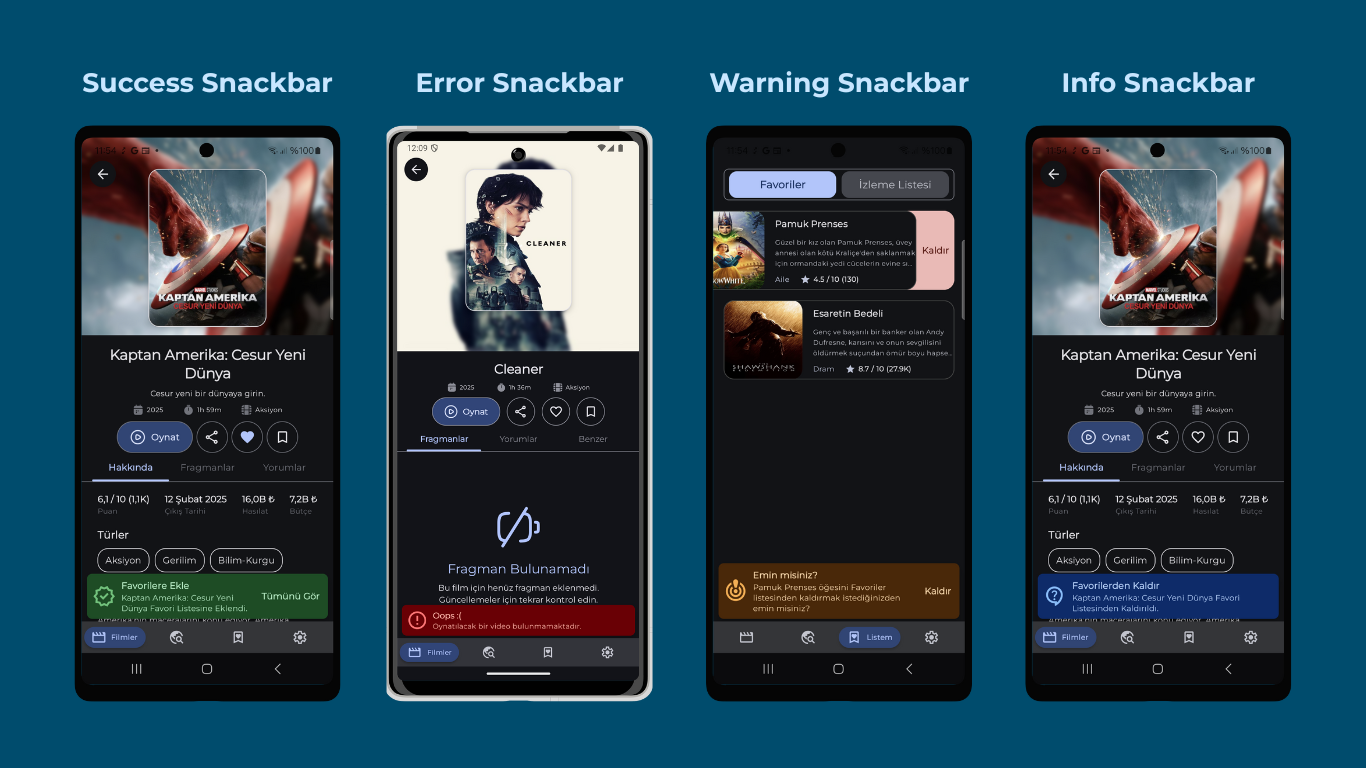 Success Snackbar
Error Snackbar
Warning Snackbar
Info Snackbar
11:54
%100
MARVEL STUDIOS
KAPTAN AMERİKA
CESUR YENİ DÜNYA
Kaptan Amerika: Cesur Yeni
Dünya
Cesur yeni bir dünyaya girin.
2025
1h 59m
Aksiyon
Oynat
Hakkında
Fragmanlar
Yorumlar
6,1 / 10 (1,1K)
12 Şubat 2025
16,0B ₺
7,2B ₺
Puan
Çıkış Tarihi
Hasılat
Bütçe
Türler
Aksiyon
Gerilim
Bilim-Kurgu
Favorilere Ekle
Kaptan Amerika: Cesur Yeni
Dünya Favori Listesine Eklendi.
Tümünü Gör
Filmler
12:09
CLEANER
Cleaner
2025
1h 36m
Aksiyon
Oynat
Fragmanlar
Yorumlar
Benzer
Fragman Bulunamadı
Bu film için henüz fragman eklenmedi.
Güncellemeler için tekrar kontrol edin.
Oops :(
Oynatılacak bir video bulunmamaktadır.
Filmler
11:54
%100
Favoriler
İzleme Listesi
Pamuk Prenses
Güzel bir kız olan Pamuk Prenses, üvey
annesi olan kötü Kraliçe'den saklanmak
için ormandaki yedi cücelerin evine sı...
Aile
4.5 / 10 (130)
Kaldır
Esaretin Bedeli
Genç ve başarılı bir banker olan Andy
Dufresne, karısını ve onun sevgilisini
öldürmek suçundan ömür boyu hapse...
Dram
8.7 / 10 (27.9K)
Emin misiniz?
Pamuk Prenses öğesini Favoriler
listesinden kaldırmak istediğinizden
emin misiniz?
Kaldır
Listem
11:54
%100
MARVEL STUDIOS
KAPTAN AMERİKA
CESUR YENİ DÜNYA
Kaptan Amerika: Cesur Yeni
Dünya
Cesur yeni bir dünyaya girin.
2025
1h 59m
Aksiyon
Oynat
Hakkında
Fragmanlar
Yorumlar
6,1 / 10 (1,1K)
12 Şubat 2025
16,0B ₺
7,2B ₺
Puan
Çıkış Tarihi
Hasılat
Bütçe
Türler
Aksiyon
Gerilim
Bilim-Kurgu
Favorilerden Kaldır
Kaptan Amerika: Cesur Yeni Dünya Favori
Listesinden Kaldırıldı.
Filmler